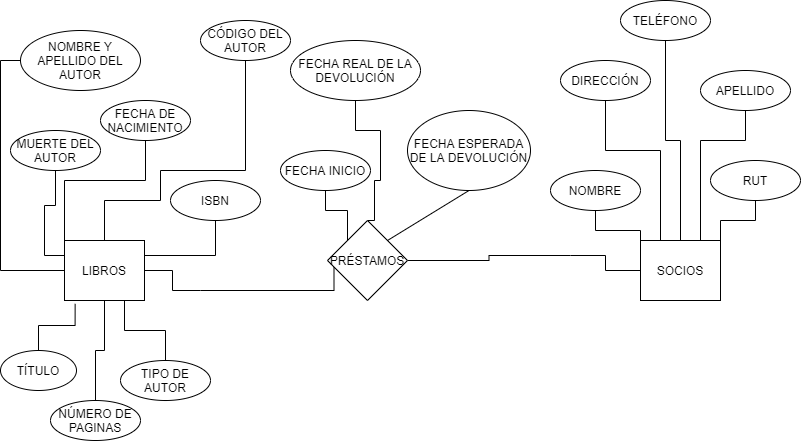 NOMBRE Y
APELLIDO DEL
AUTOR
CÓDIGO DEL
AUTOR
TELÉFONO
FECHA REAL DE LA
DEVOLUCIÓN
DIRECCIÓN
APELLIDO
FECHA DE
NACIMIENTO
MUERTE DEL
AUTOR
FECHA ESPERADA
DE LA DEVOLUCIÓN
FECHA INICIO
ISBN
NOMBRE
RUT
LIBROS
PRÉSTAMOS
SOCIOS
TÍTULO
TIPO DE
AUTOR
NÚMERO DE
PAGINAS